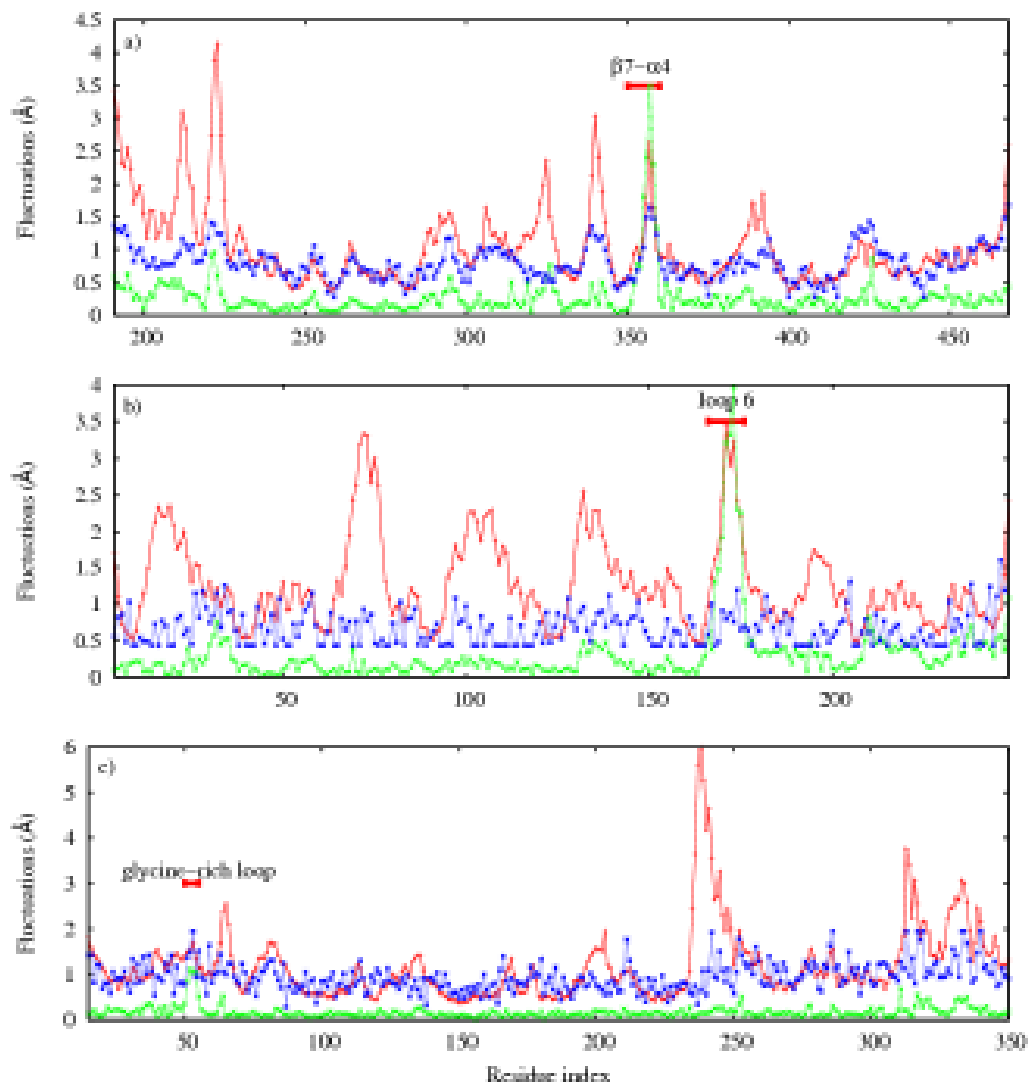 4.5
a)
4
β7−α4
3.5
3
2.5
2
1.5
1
0.5
0
Fluctuations (Å)
200 250 300 350 400 450
4
b)
loop 6
3.5
3
2.5
2
1.5
1
0.5
0
Fluctuations (Å)
50 100 150 200
6
c)
5
4
glycine−rich loop
3
2
1
0
Fluctuations (Å)
50 100 150 200 250 300 350
Residue index